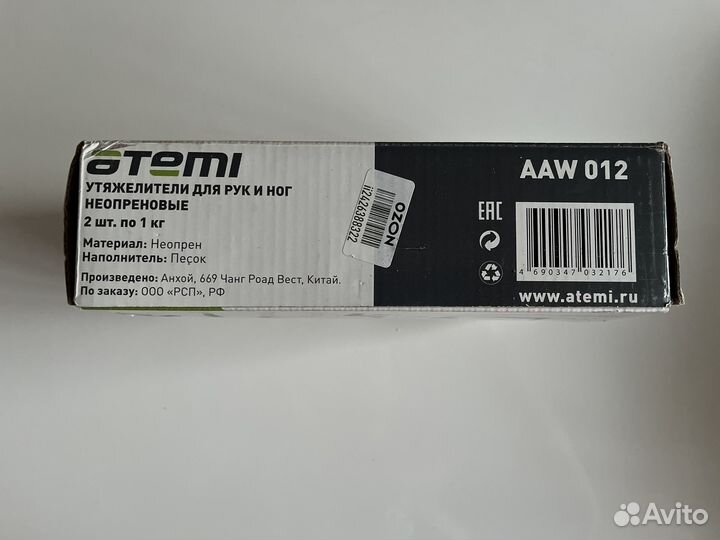 ATEMI
УТЯЖЕЛИТЕЛИ ДЛЯ РУК И НОГ
НЕОПРЕНОВЫЕ
2 шт. по 1 кг
Материал: Неопрен
Наполнитель: Песок
Произведено: Анхой, 669 Чанг Роад Вест, Китай.
По заказу: ООО «РСП», РФ
ii2426388322
OZON
AAW 012
EAC
4 690347 032176
www.atemi.ru
Avito